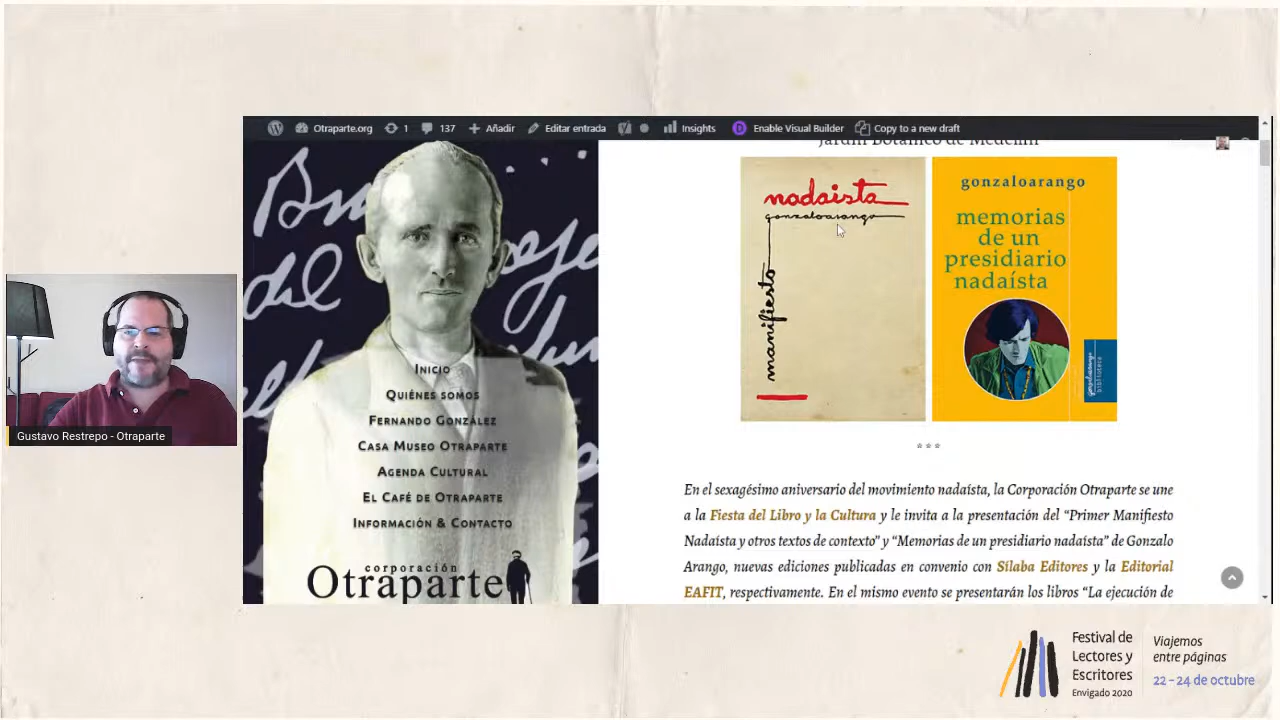 Otraparte.org
1
137
Añadir
Editar entrada
Insights
D
Enable Visual Builder
Copy to a new draft
Jardín Botánico de Medellín
nadaista
gonzaloarango
manifiesto
gonzaloarango
memorias
de un
presidiario
nadaísta
gonzaloarango
biblioteca
Inicio
Quiénes somos
Fernando González
Casa Museo Otraparte
Agenda Cultural
El Café de Otraparte
Información & Contacto
corporación
Otraparte
* * *
En el sexagésimo aniversario del movimiento nadaísta, la Corporación Otraparte se une
a la Fiesta del Libro y la Cultura y le invita a la presentación del “Primer Manifiesto
Nadaísta y otros textos de contexto” y “Memorias de un presidiario nadaísta” de Gonzalo
Arango, nuevas ediciones publicadas en convenio con Sílaba Editores y la Editorial
EAFIT, respectivamente. En el mismo evento se presentarán los libros “La ejecución de
Gustavo Restrepo - Otraparte
Festival de
Lectores y
Escritores
Envigado 2020
Viajemos
entre páginas
22 - 24 de octubre